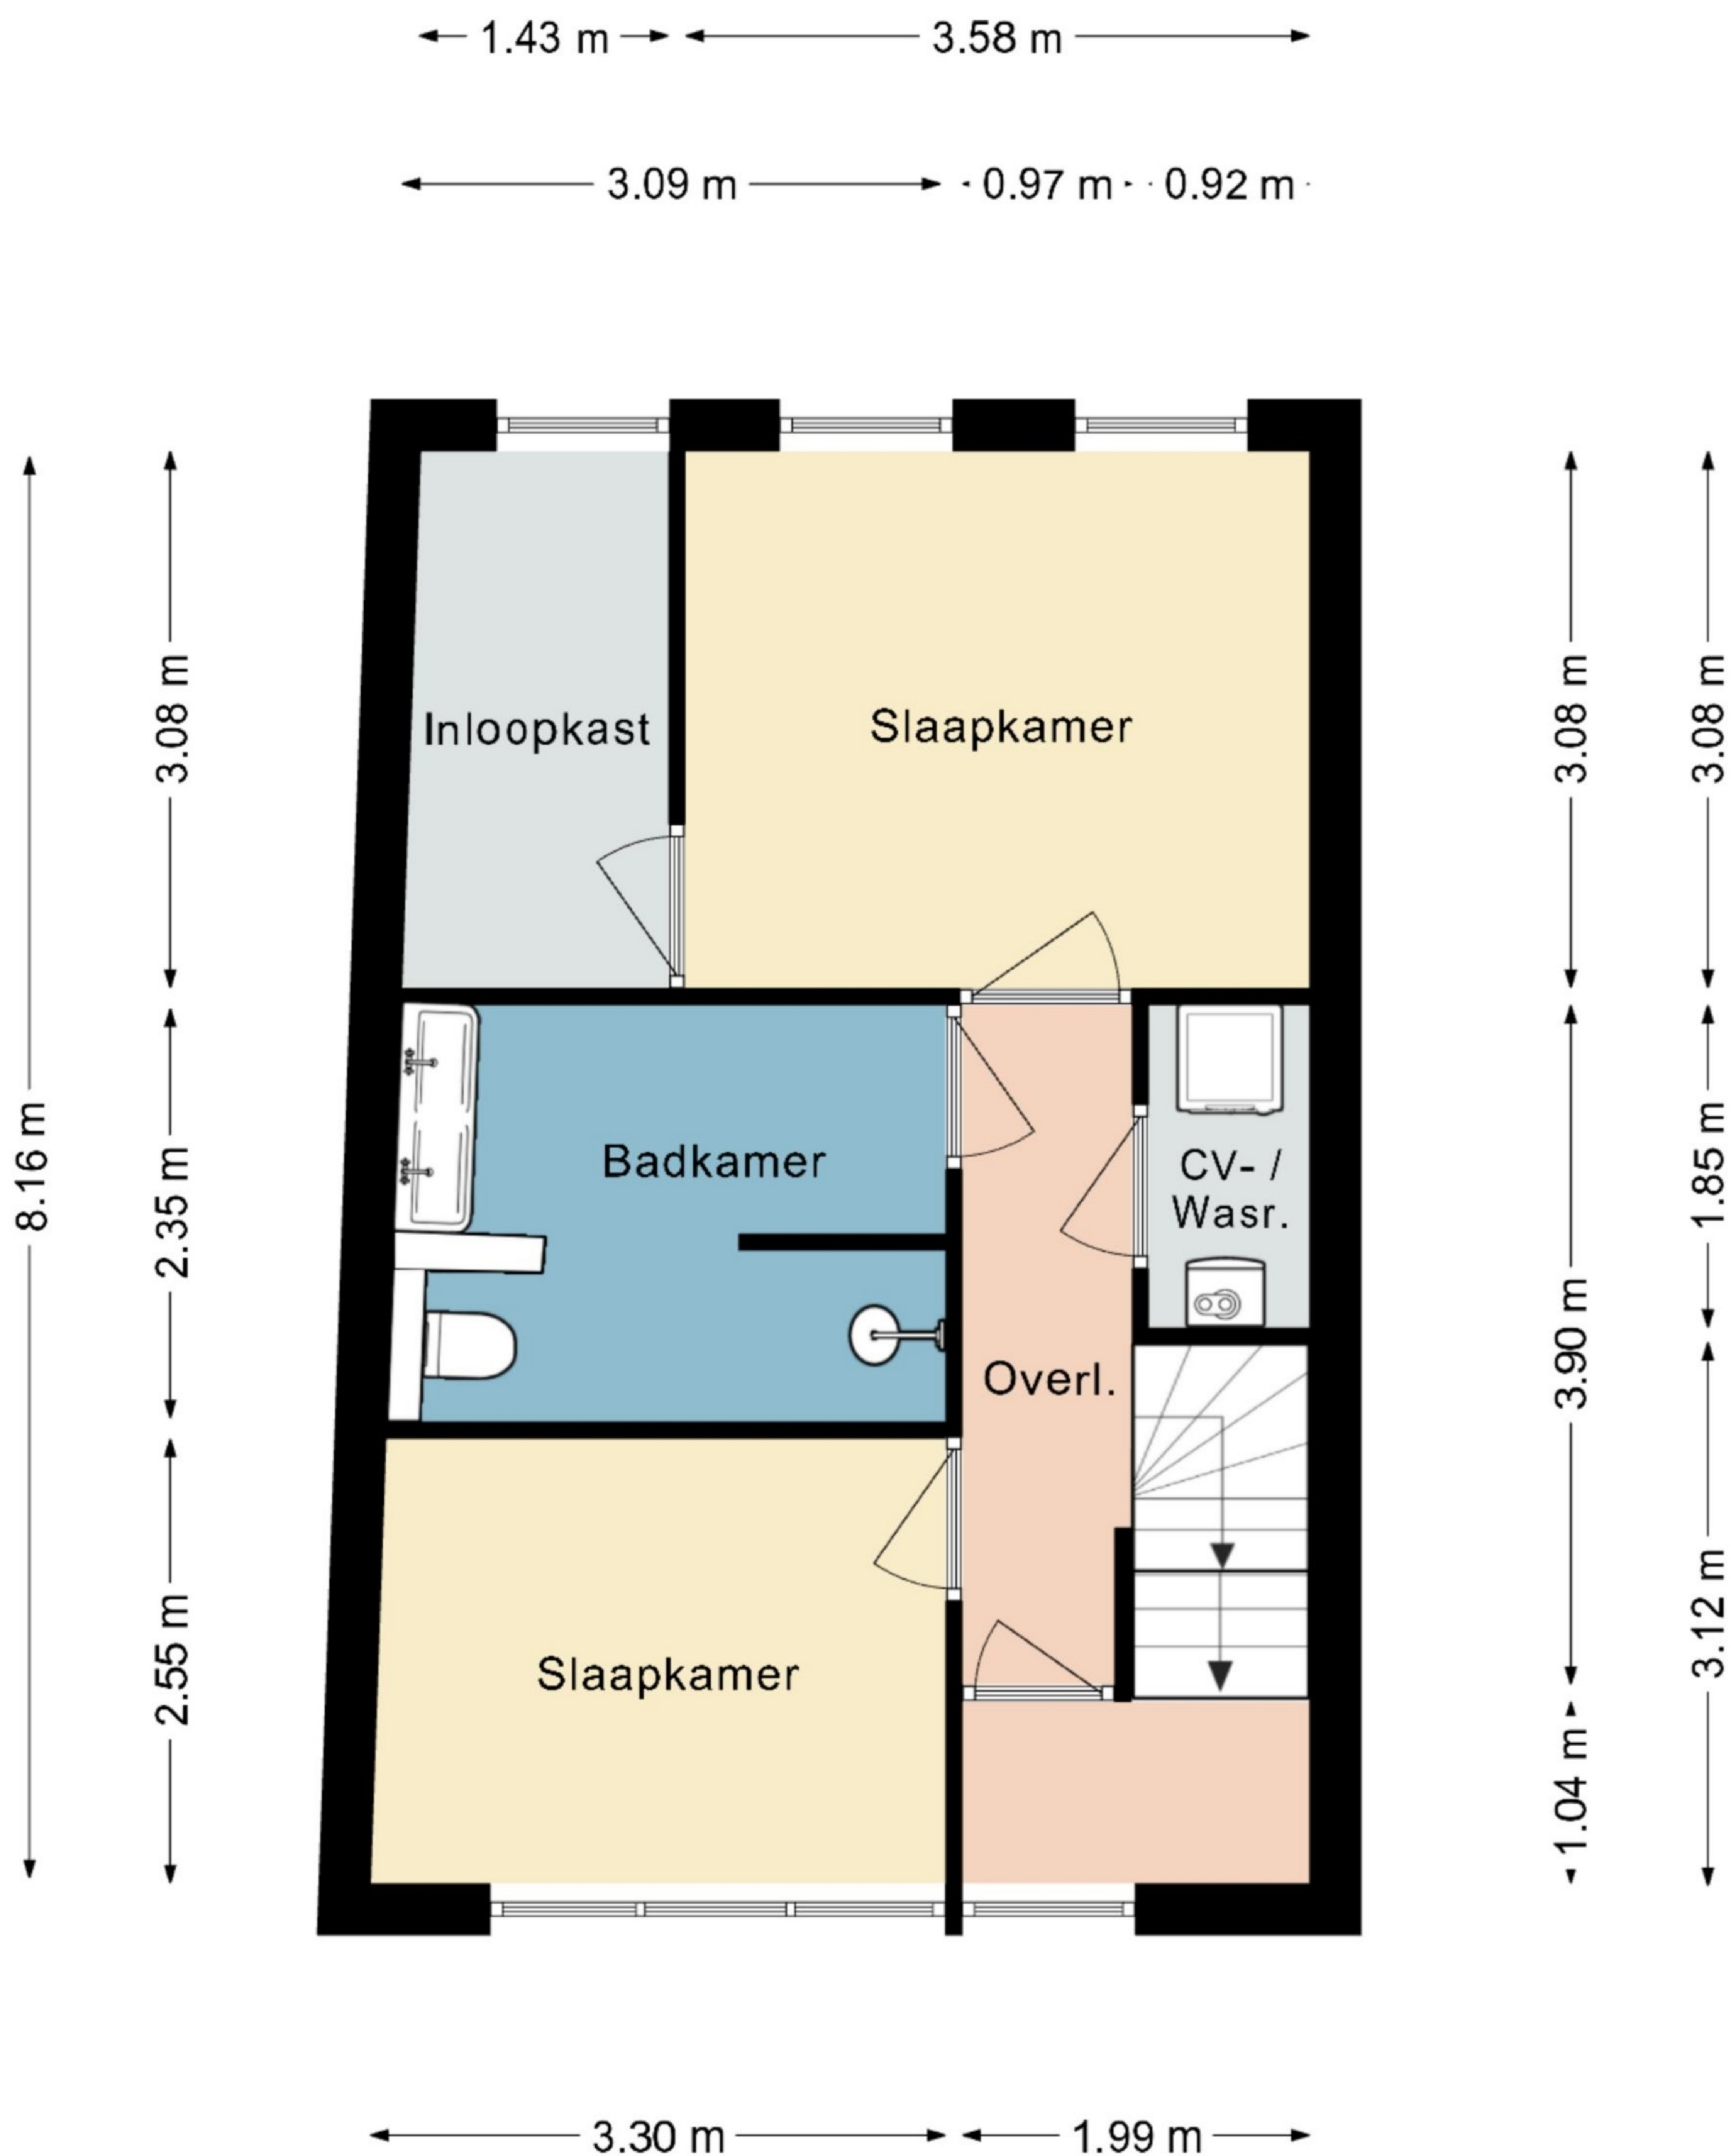 1.43 m
3.58 m
3.09 m
0.97 m
0.92 m
Inloopkast
Slaapkamer
3.08 m
3.08 m
3.08 m
8.16 m
2.35 m
Badkamer
CV- /
Wasr.
1.85 m
3.90 m
Overl.
2.55 m
Slaapkamer
3.12 m
1.04 m
3.30 m
1.99 m